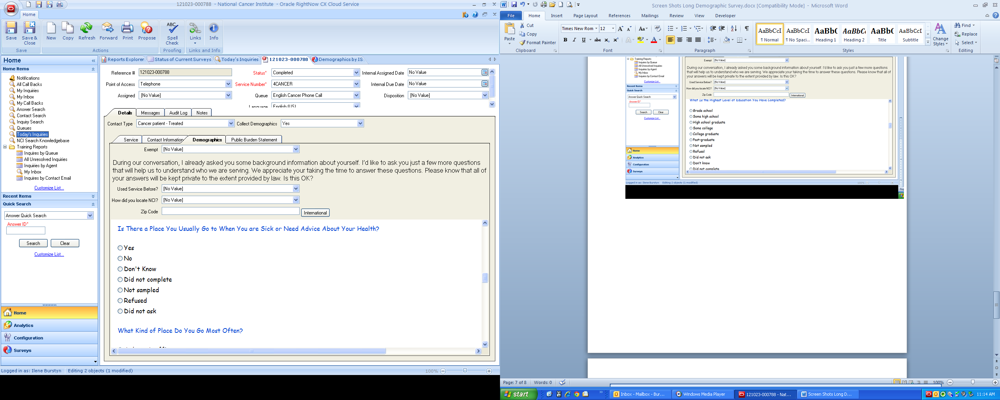 121023-000788 - National Cancer Institute - Oracle RightNow CX Cloud Service
Home
Save
Save & Close
New
Copy
Refresh
Forward
Print
Propose
ABC
Spell Check
Links
Info
Save
Actions
Proofing
Links and Info
Home
Home Items
Notifications
All Call Backs
My Inquiries
My Inbox
My Call Backs
Answer Search
Contact Search
Inquiry Search
Queues
Today's Inquiries
NCI Search Knowledgebase
Training Reports
Inquires by Queue
All Unresolved Inquiries
Inquiries by Agent
My Inbox
Inquires by Contact Email
Customize List...
Recent Items
Quick Search
Answer Quick Search
Answer ID*
Search
Clear
Customize List...
Home
Analytics
Configuration
Surveys
Reports Explorer
Status of Current Surveys
Today's Inquiries
121023-000788
Demographics by IS
Reference # 121023-000788
Status* Completed
Internal Assigned Date No Value
Point of Access Telephone
Service Number* 4CANCER
Internal Due Date No Value
Assigned [No Value]
Queue English Cancer Phone Call
Disposition [No Value]
Language English (US)
Details
Messages
Audit Log
Notes
Contact Type Cancer patient - Treated
Collect Demographics Yes
Service
Contact Information
Demographics
Public Burden Statement
Exempt [No Value]
During our conversation, I already asked you some background information about yourself. I'd like to ask you just a few more questions
that will help us to understand who we are serving. We appreciate your taking the time to answer these questions. Please know that all of
your answers will be kept private to the extent provided by law. Is this OK?
Used Service Before? [No Value]
How did you locate NCI? [No Value]
Zip Code
International
Is There a Place You Usually Go to When You are Sick or Need Advice About Your Health?
Yes
No
Don't Know
Did not complete
Not sampled
Refused
Did not ask
What Kind of Place Do You Go Most Often?
Logged in as: Ilene Burstyn
Editing 2 objects (1 modified)
100%
Screen Shots Long Demographic Survey.docx [Compatibility Mode] - Microsoft Word
File
Home
Insert
Page Layout
References
Mailings
Review
View
Developer
Paste
Cut
Copy
Format Painter
Clipboard
Times New Rom
12
Font
Paragraph
AaBbCcI
¶ Normal
AaBbCcI
¶ No Spaci...
AaBb(
Heading 1
AaBbCc
Heading 2
AaBb(
Title
AaBbCcI
Subtitle
Change Styles
Styles
Find
Replace
Select
Editing
Training Reports
Inquires by Queue
All Unresolved Inquiries
Inquiries by Agent
My Inbox
Inquires by Contact Email
Customize List...
Recent Items
Quick Search
Answer Quick Search
Answer ID*
Search
Clear
Customize List...
Home
Analytics
Configuration
Surveys
Exempt [No Value]
During our conversation, I already asked you some background information about yourself. I'd like to ask you just a few more questions
that will help us to understand who we are serving. We appreciate your taking the time to answer these questions. Please know that all of
your answers will be kept private to the extent provided by law. Is this OK?
Used Service Before? [No Value]
How did you locate NCI? [No Value]
Zip Code
International
What Is the Highest Level of Education You Have Completed?
Grade school
Some high school
High school graduate
Some college
College graduate
Post-graduate
Not sampled
Refusal
Did not ask
Don't know
Did not complete
Logged in as: Ilene Burstyn
Editing 2 objects (1 modified)
100%
Page: 7 of 8
Words: 0
100%
start
Inbox - Mailbox - Bur...
Windows Media Player
121023-000788 - Nat...
Screen Shots Long D...
11:14 AM